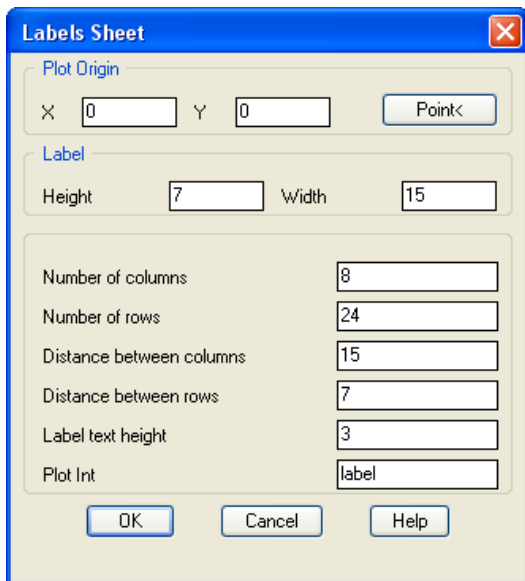 Labels Sheet
Plot Origin
X 0 Y 0 Point<
Label
Height 7 Width 15
Number of columns 8
Number of rows 24
Distance between columns 15
Distance between rows 7
Label text height 3
Plot Int label
OK Cancel Help